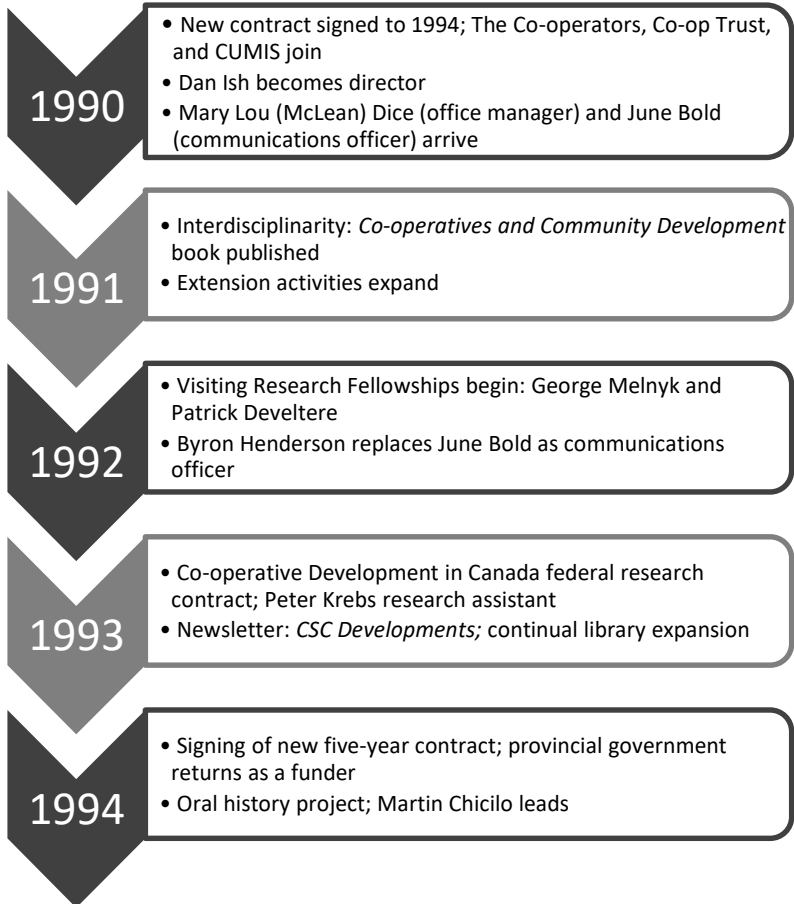 1990
• New contract signed to 1994; The Co-operators, Co-op Trust,
and CUMIS join
• Dan Ish becomes director
• Mary Lou (McLean) Dice (office manager) and June Bold
(communications officer) arrive
1991
• Interdisciplinarity: Co-operatives and Community Development
book published
• Extension activities expand
1992
• Visiting Research Fellowships begin: George Melnyk and
Patrick Develtere
• Byron Henderson replaces June Bold as communications
officer
1993
• Co-operative Development in Canada federal research
contract; Peter Krebs research assistant
• Newsletter: CSC Developments; continual library expansion
1994
• Signing of new five-year contract; provincial government
returns as a funder
• Oral history project; Martin Chicilo leads